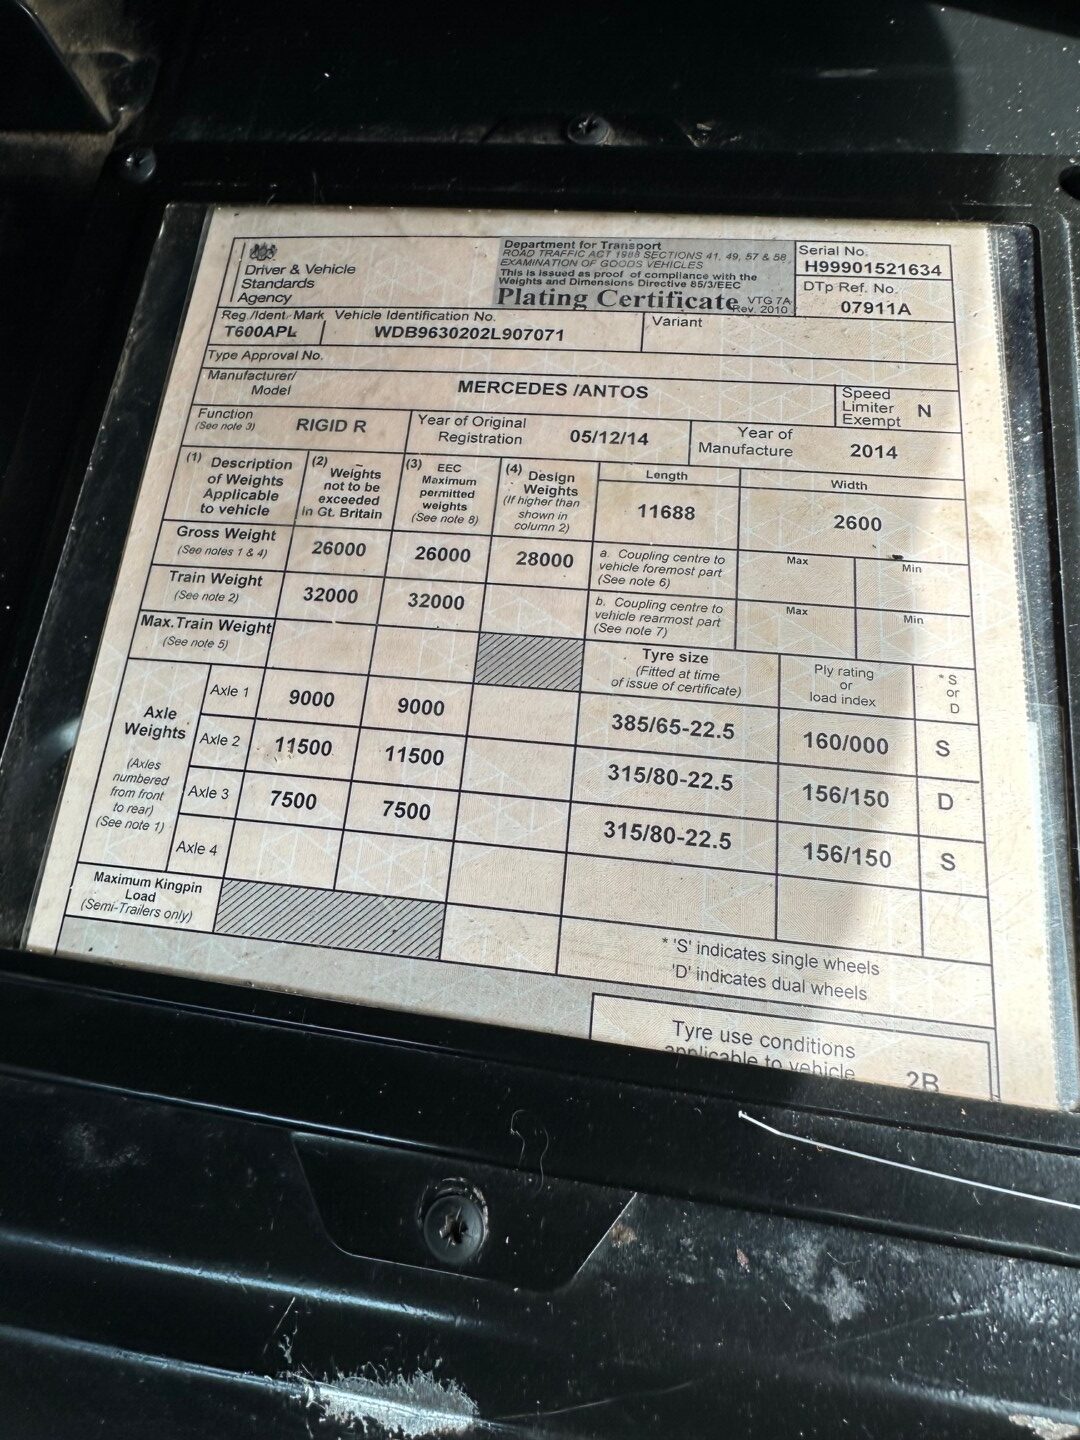 Driver & Vehicle
Standards
Agency
Department for Transport
ROAD TRAFFIC ACT 1988 SECTIONS 41, 49, 57 & 58
EXAMINATION OF GOODS VEHICLES
This is issued as proof of compliance with the
Weights and Dimensions Directive 85/3/EEC
Plating Certificate VTG 7A
Rev. 2010
Serial No.
H99901521634
DTp Ref. No.
07911A
Reg./Ident. Mark
T600APL
Vehicle Identification No.
WDB9630202L907071
Variant
Type Approval No.
Manufacturer/
Model
MERCEDES /ANTOS
Speed
Limiter
Exempt
N
Function
(See note 3)
RIGID R
Year of Original
Registration
05/12/14
Year of
Manufacture
2014
(1) Description
of Weights
Applicable
to vehicle
(2) Weights
not to be
exceeded
in Gt. Britain
(3) EEC
Maximum
permitted
weights
(See note 8)
(4) Design
Weights
(If higher than
shown in
column 2)
Length
11688
Width
2600
Gross Weight
(See notes 1 & 4)
26000
26000
28000
a. Coupling centre to
vehicle foremost part
(See note 6)
Max
Min
Train Weight
(See note 2)
32000
32000
b. Coupling centre to
vehicle rearmost part
(See note 7)
Max
Min
Max. Train Weight
(See note 5)
Tyre size
(Fitted at time
of issue of certificate)
Ply rating
or
load index
* S
or
D
Axle
Weights
(Axles
numbered
from front
to rear)
(See note 1)
Axle 1
9000
9000
385/65-22.5
160/000
S
Axle 2
11500
11500
315/80-22.5
156/150
D
Axle 3
7500
7500
315/80-22.5
156/150
S
Axle 4
Maximum Kingpin
Load
(Semi-Trailers only)
* 'S' indicates single wheels
'D' indicates dual wheels
Tyre use conditions
applicable to vehicle
2B